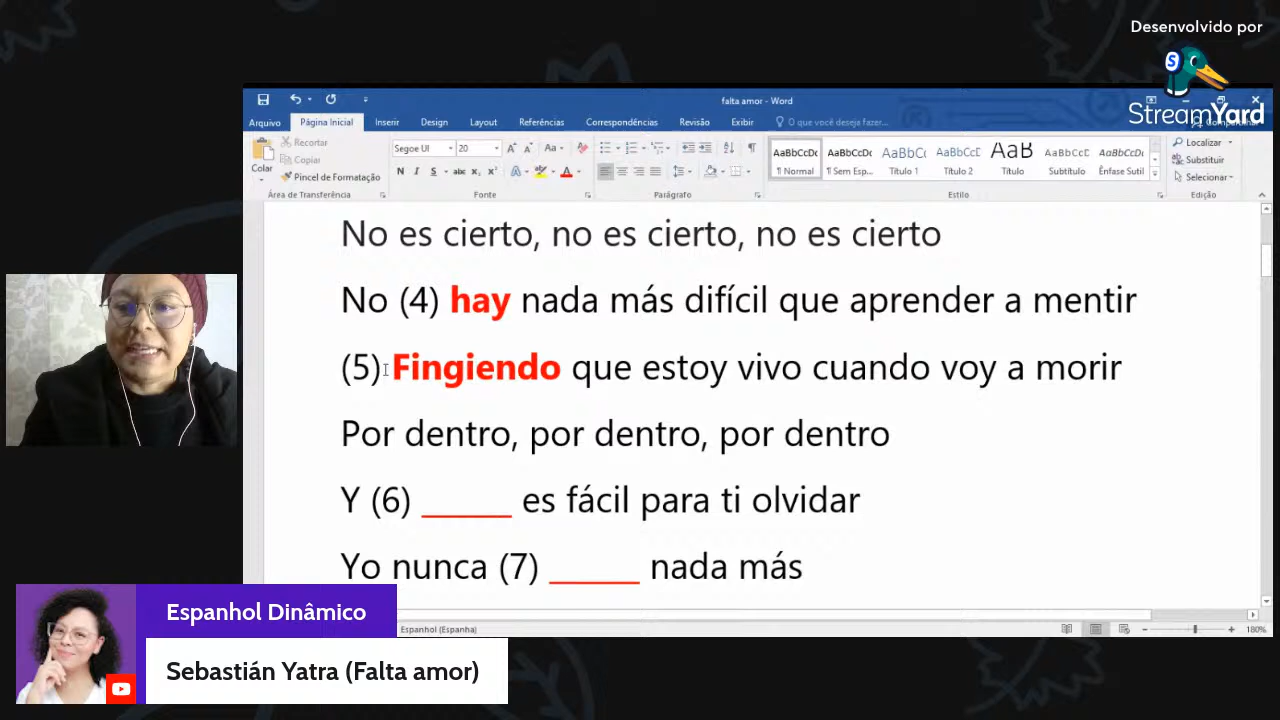 Desenvolvido por
StreamYard
falta amor - Word
Arquivo Página Inicial Inserir Design Layout Referências Correspondências Revisão Exibir O que você deseja fazer...
Colar
Recortar
Copiar
Pincel de Formatação
Segoe UI 20
N I S abc x₂ x² A A
AaBbCcDc AaBbCcDc AaBbCc AaBbCcD AaB AaBbCcD AaBbCcDc
¶ Normal ¶ Sem Esp... Título 1 Título 2 Título Subtítulo Ênfase Sutil
Localizar
Substituir
Selecionar
Área de Transferência Fonte Parágrafo Estilo Edição
No es cierto, no es cierto, no es cierto
No (4) hay nada más difícil que aprender a mentir
(5) Fingiendo que estoy vivo cuando voy a morir
Por dentro, por dentro, por dentro
Y (6) ______ es fácil para ti olvidar
Yo nunca (7) ______ nada más
Espanhol (Espanha)
180%
Espanhol Dinâmico
Sebastián Yatra (Falta amor)